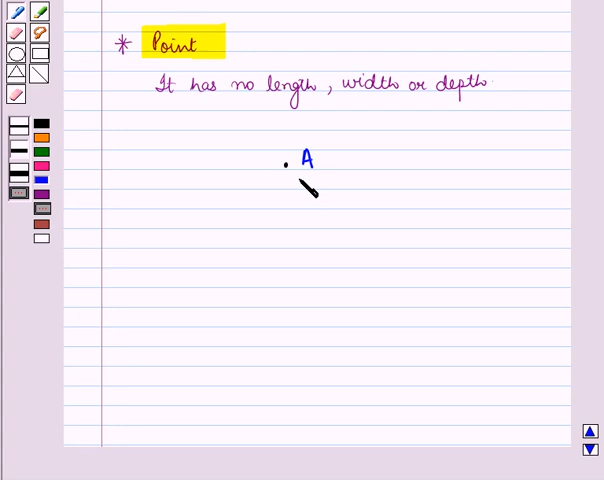 * Point
It has no length, width or depth.
A